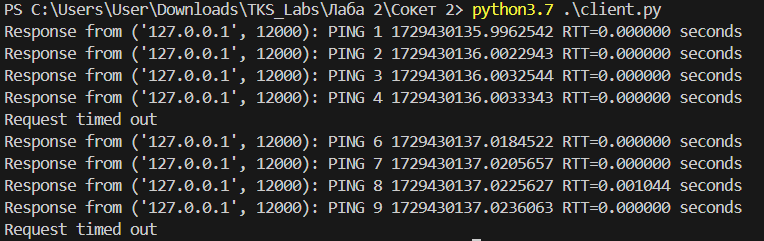 PS C:\Users\User\Downloads\TKS_Labs\Лаба 2\Сокет 2> python3.7 .\client.py
Response from ('127.0.0.1', 12000): PING 1 1729430135.9962542 RTT=0.000000 seconds
Response from ('127.0.0.1', 12000): PING 2 1729430136.0022943 RTT=0.000000 seconds
Response from ('127.0.0.1', 12000): PING 3 1729430136.0032544 RTT=0.000000 seconds
Response from ('127.0.0.1', 12000): PING 4 1729430136.0033343 RTT=0.000000 seconds
Request timed out
Response from ('127.0.0.1', 12000): PING 6 1729430137.0184522 RTT=0.000000 seconds
Response from ('127.0.0.1', 12000): PING 7 1729430137.0205657 RTT=0.000000 seconds
Response from ('127.0.0.1', 12000): PING 8 1729430137.0225627 RTT=0.001044 seconds
Response from ('127.0.0.1', 12000): PING 9 1729430137.0236063 RTT=0.000000 seconds
Request timed out